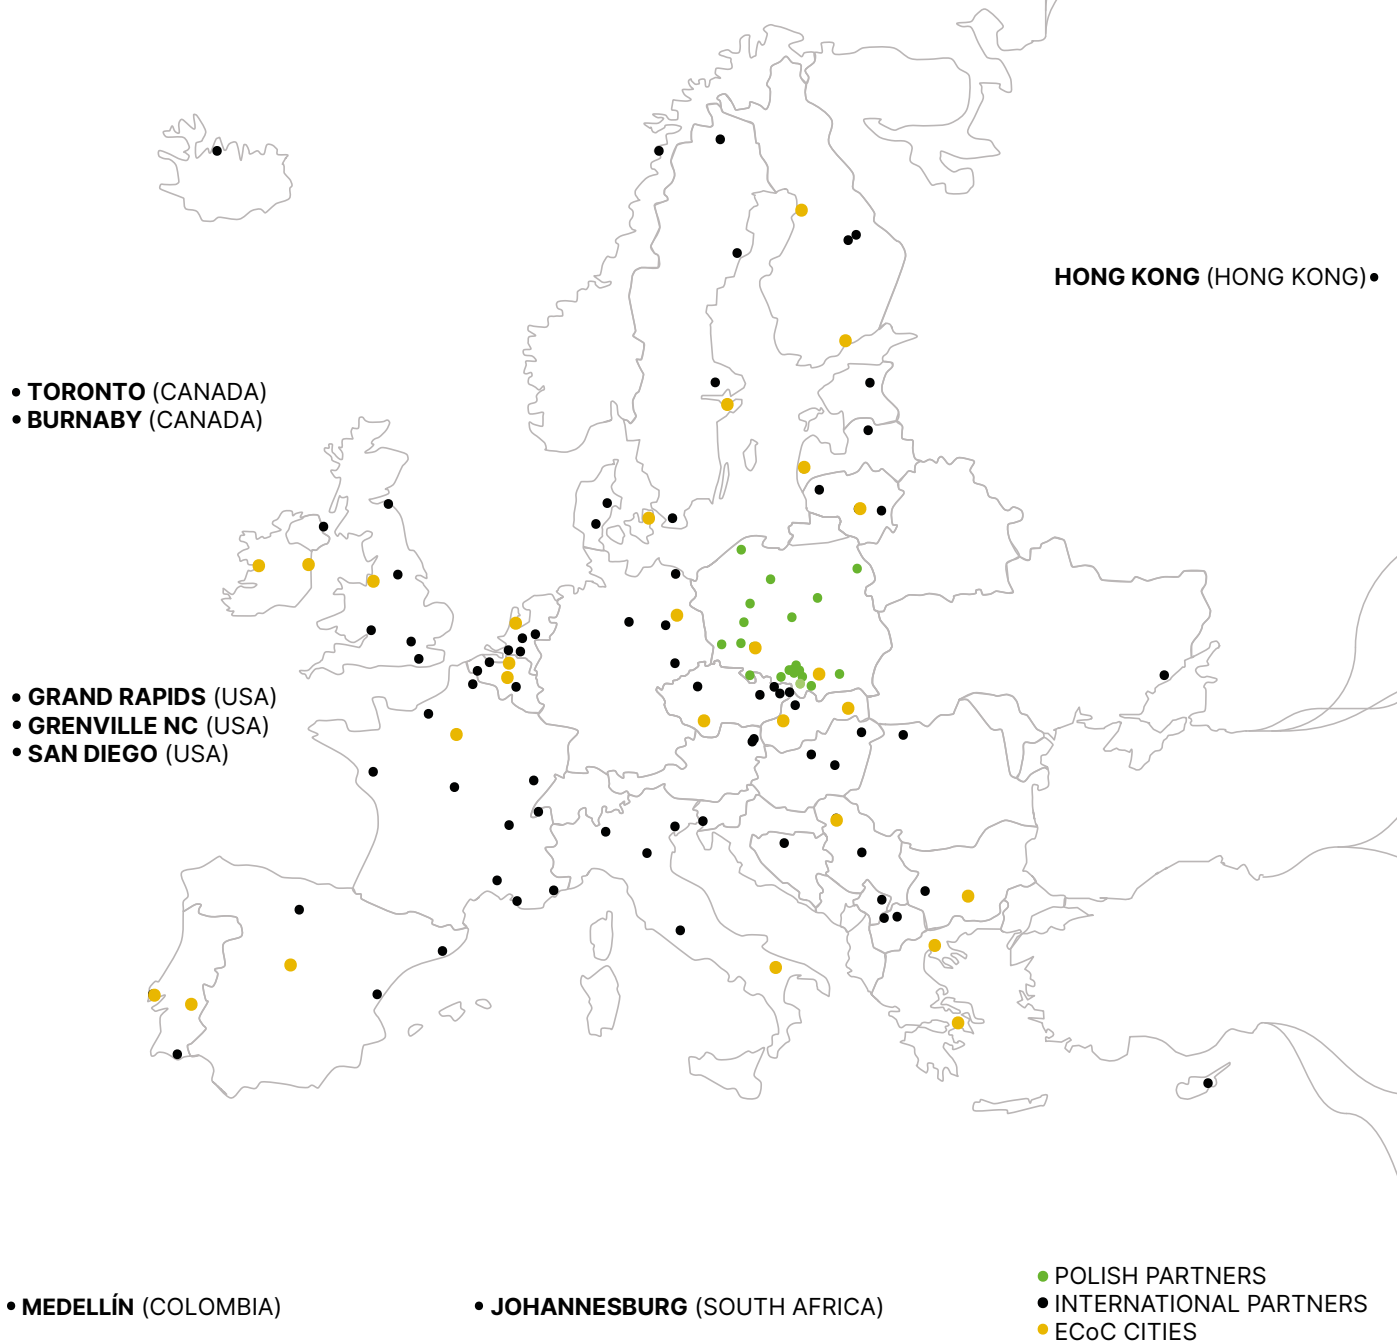 HONG KONG (HONG KONG)
TORONTO (CANADA)
BURNABY (CANADA)
GRAND RAPIDS (USA)
GRENVILLE NC (USA)
SAN DIEGO (USA)
MEDELLÍN (COLOMBIA)
JOHANNESBURG (SOUTH AFRICA)
POLISH PARTNERS
INTERNATIONAL PARTNERS
ECoC CITIES